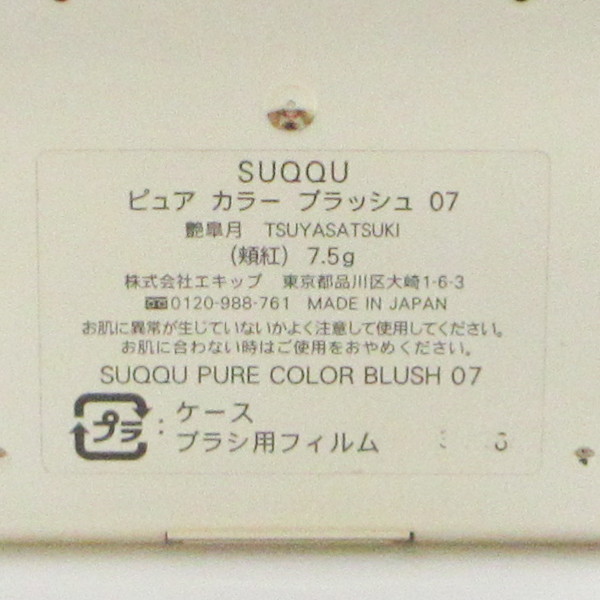 SUQQU
ピュア カラー ブラッシュ 07
艶皐月 TSUYASATSUKI
(頬紅) 7.5g
株式会社エキップ 東京都品川区大崎1-6-3
0120-988-761 MADE IN JAPAN
お肌に異常が生じていないかよく注意して使用してください。
お肌に合わない時はご使用をおやめください。
SUQQU PURE COLOR BLUSH 07
プラ : ケース
ブラシ用フィルム